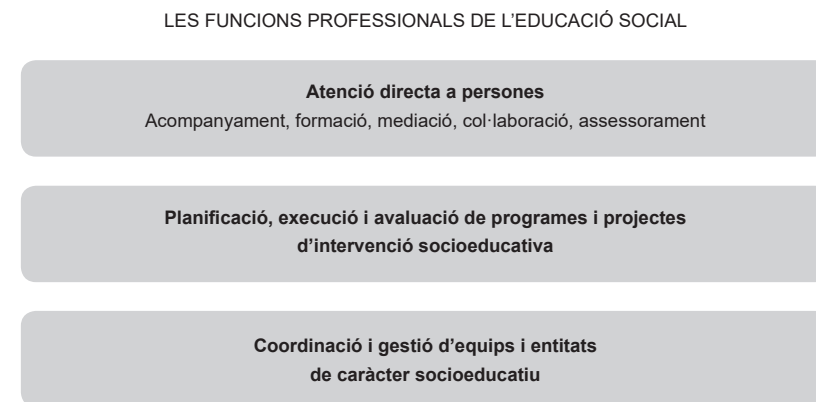 LES FUNCIONS PROFESSIONALS DE L’EDUCACIÓ SOCIAL
Atenció directa a persones
Acompanyament, formació, mediació, col·laboració, assessorament
Planificació, execució i avaluació de programes i projectes
d’intervenció socioeducativa
Coordinació i gestió d’equips i entitats
de caràcter socioeducatiu